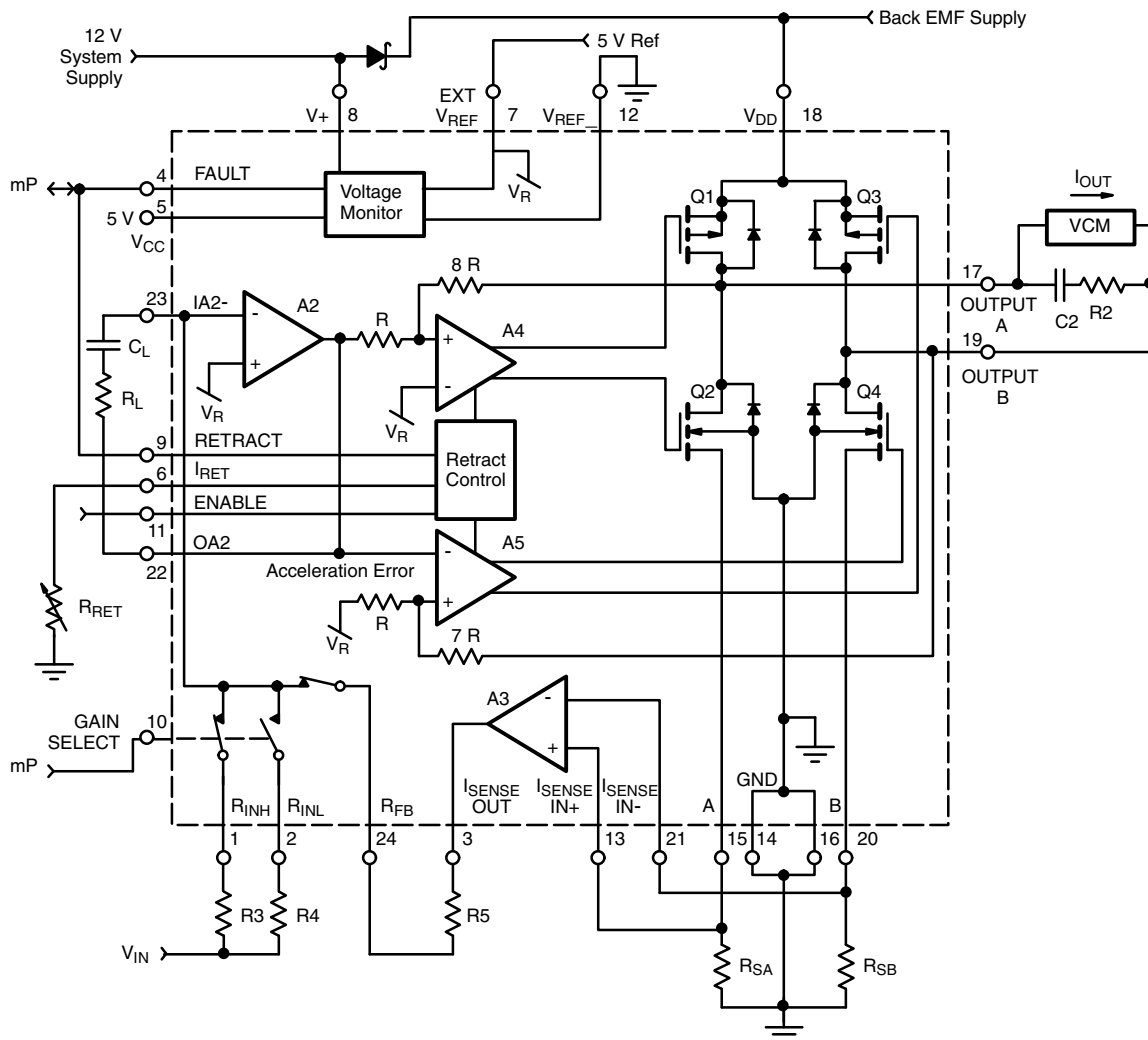 Back EMF Supply
12 V
System
Supply
5 V Ref
EXT
V+
8
VREF
7
VREF_
12
VDD
18
mP
4
FAULT
5
5 V
VCC
Voltage
Monitor
VR
Q1
Q3
IOUT
VCM
8 R
17
OUTPUT
A
C2
R2
23
IA2-
A2
R
A4
19
OUTPUT
B
CL
RL
VR
VR
Q2
Q4
9
RETRACT
6
IRET
ENABLE
11
Retract
Control
OA2
22
Acceleration Error
A5
RRET
VR
R
7 R
A3
GAIN
SELECT
10
mP
RINH
RINL
RFB
ISENSE
OUT
ISENSE
IN+
ISENSE
IN-
A
GND
B
1
2
24
3
13
21
15
14
16
20
R3
R4
R5
VIN
RSA
RSB
- + + - - + - +